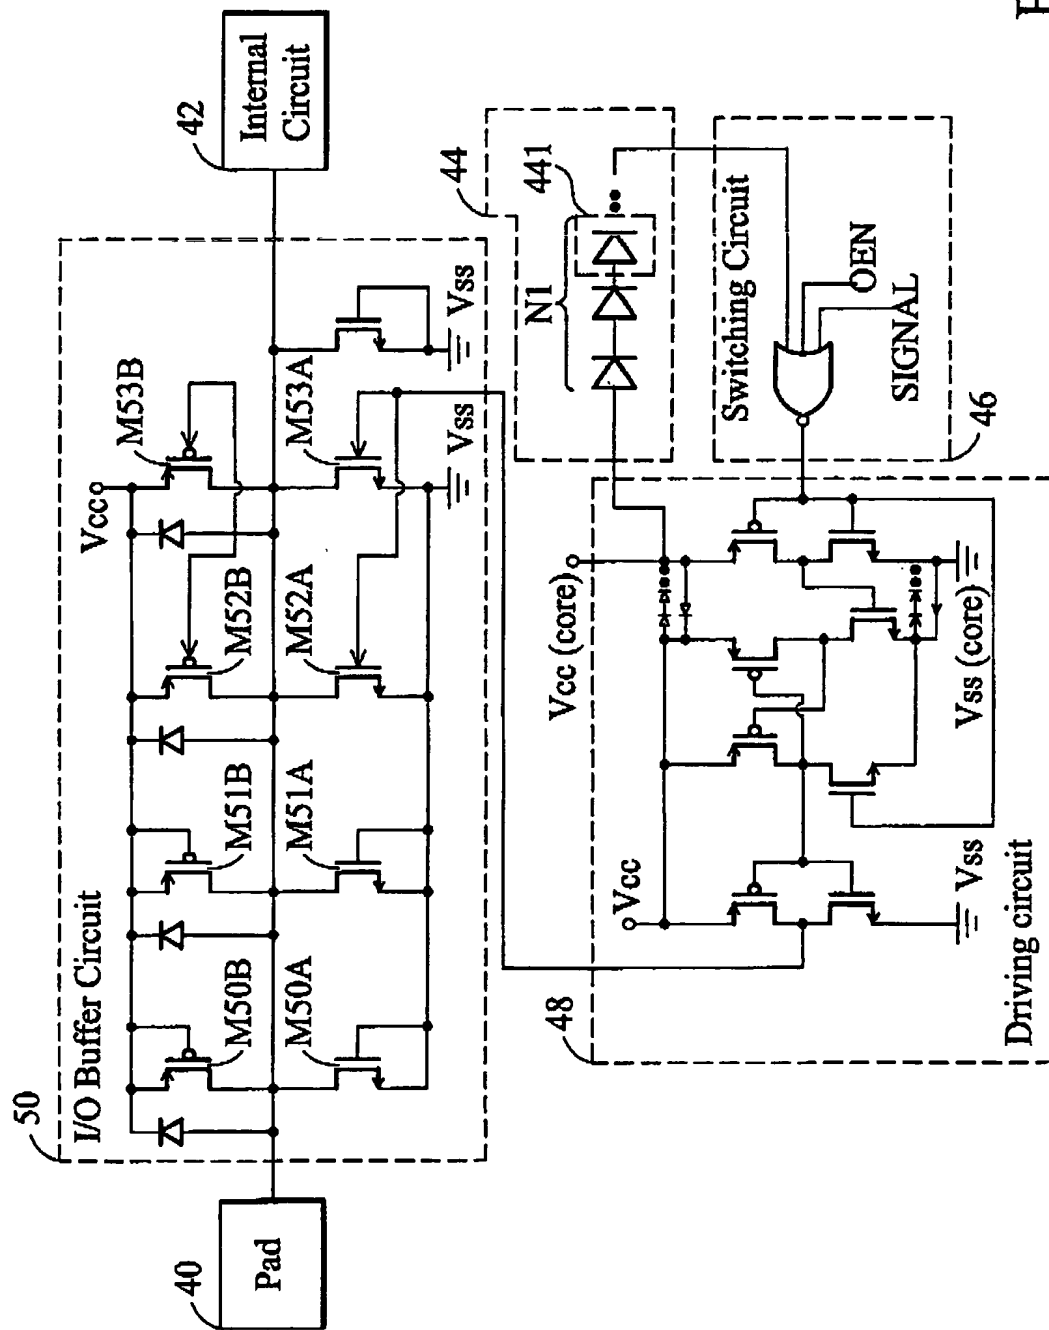 50
I/O Buffer Circuit
M50B
M51B
M52B
Vcc
M53B
40
Pad
42
Internal
Circuit
M50A
M51A
M52A
M53A
Vss
Vss
48
Vcc
Vcc (core)
Vss
Vss (core)
Driving circuit
44
N1
441
Switching Circuit
OEN
SIGNAL
46